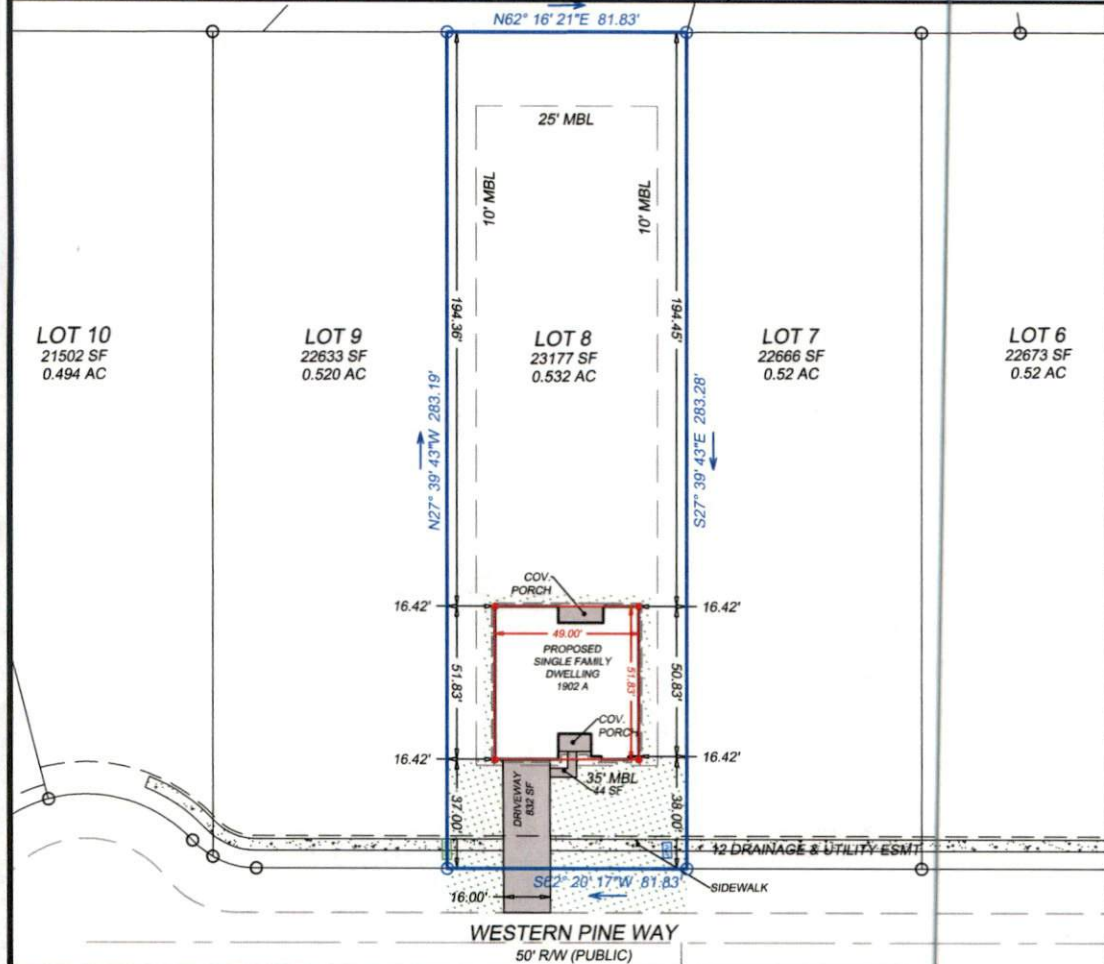 N62° 16' 21"E 81.83'
25' MBL
10' MBL
10' MBL
194.36'
194.45'
LOT 10
21502 SF
0.494 AC
LOT 9
22633 SF
0.520 AC
LOT 8
23177 SF
0.532 AC
LOT 7
22666 SF
0.52 AC
LOT 6
22673 SF
0.52 AC
N27° 39' 43"W 283.19'
S27° 39' 43"E 283.28'
COV.
PORCH
16.42'
16.42'
49.00'
PROPOSED
SINGLE FAMILY
DWELLING
1902 A
51.83'
51.83'
50.83'
COV.
PORCH
16.42'
16.42'
35' MBL
44 SF
DRIVEWAY
832 SF
37.00'
38.00'
12 DRAINAGE & UTILITY ESMT
S62° 20' 17"W 81.83'
SIDEWALK
16.00'
WESTERN PINE WAY
50' R/W (PUBLIC)